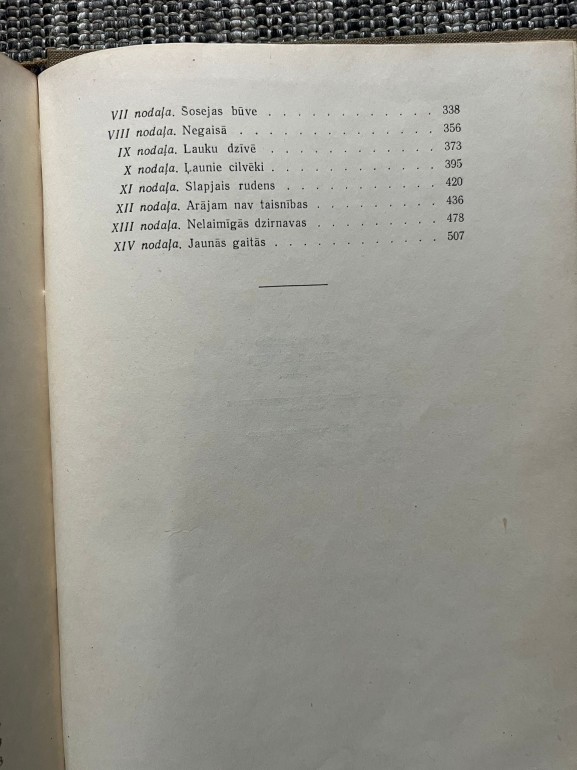 VII nodaļa. Sosejas būve . . . . . . . . . . . . 338
VIII nodaļa. Negaisā . . . . . . . . . . . . . . 356
IX nodaļa. Lauku dzīvē . . . . . . . . . . . . 373
X nodaļa. Ļaunie cilvēki . . . . . . . . . . . . 395
XI nodaļa. Slapjais rudens . . . . . . . . . . . 420
XII nodaļa. Arājam nav taisnības . . . . . . . . . 436
XIII nodaļa. Nelaimīgās dzirnavas . . . . . . . . . 478
XIV nodaļa. Jaunās gaitās . . . . . . . . . . . . 507